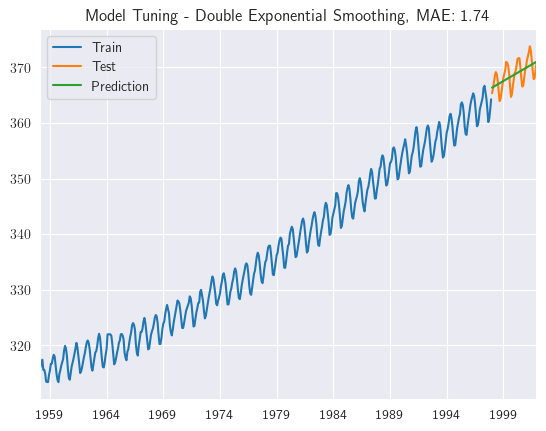 Model Tuning - Double Exponential Smoothing, MAE: 1.74
Train
Test
Prediction
370
360
350
340
330
320
1959 1964 1969 1974 1979 1984 1989 1994 1999